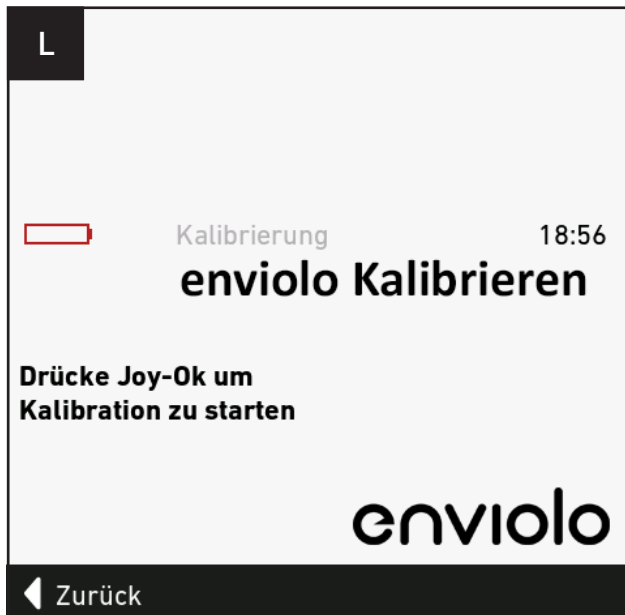 L
Kalibrierung 18:56
enviolo Kalibrieren
Drücke Joy-Ok um
Kalibration zu starten
enviolo
Zurück